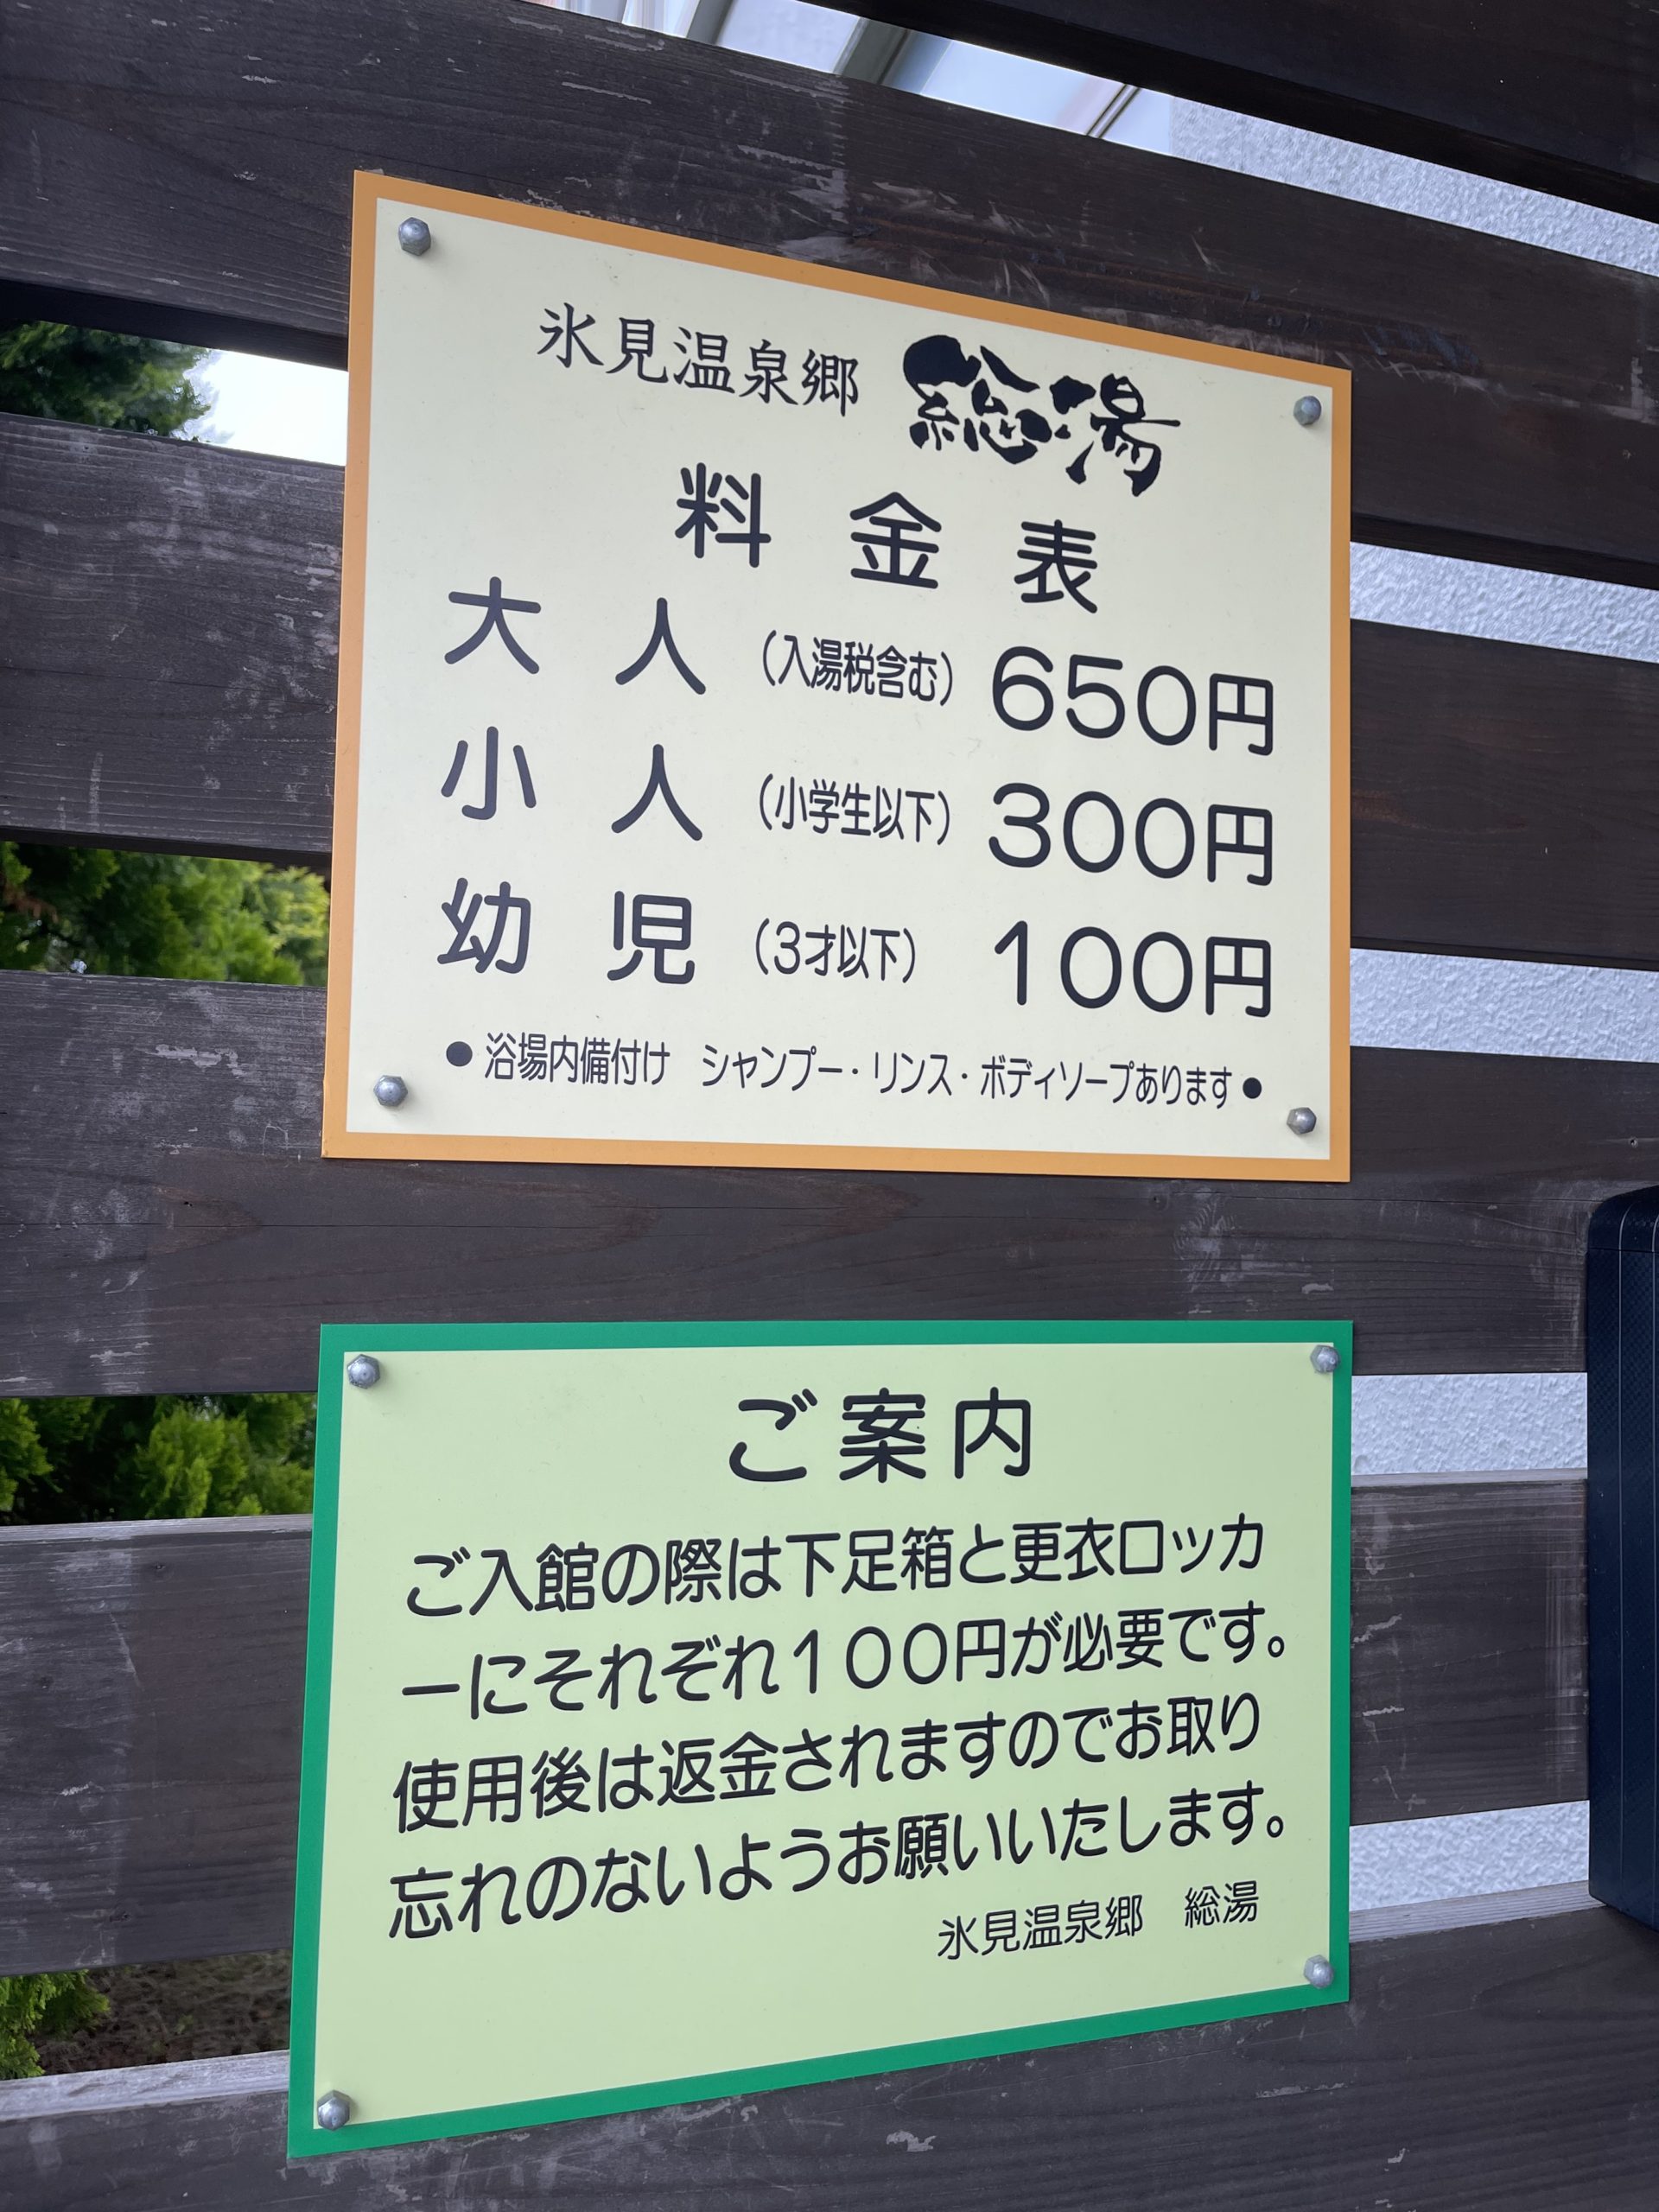 氷見温泉郷 総湯
料金表
大人（入湯税含む）650円
小人（小学生以下）300円
幼児（3才以下）100円
●浴場内備付け　シャンプー・リンス・ボディソープあります●
ご案内
ご入館の際は下足箱と更衣ロッカ
ーにそれぞれ１００円が必要です。
使用後は返金されますのでお取り
忘れのないようお願いいたします。
氷見温泉郷　総湯